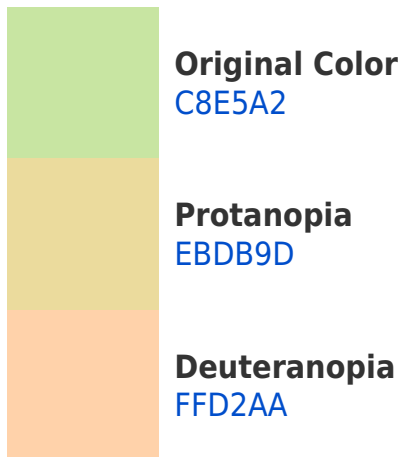 Original Color
C8E5A2
Protanopia
EBDB9D
Deuteranopia
FFD2AA